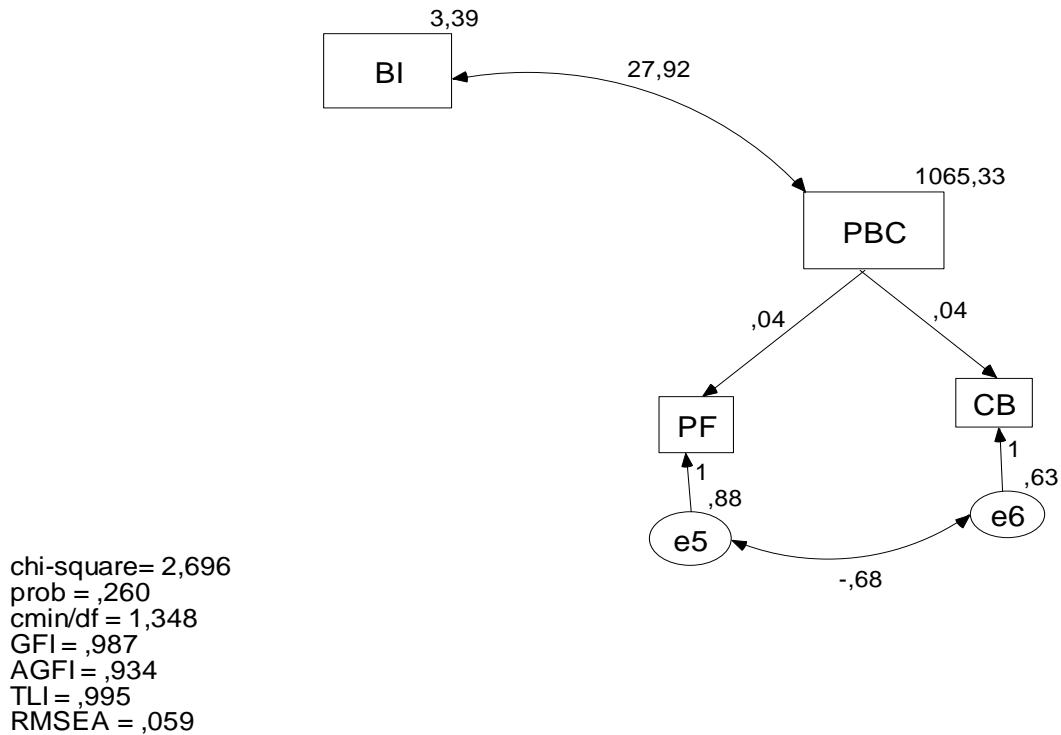 3,39
BI
27,92
1065,33
PBC
,04
,04
PF
CB
1
1
,88
,63
e5
e6
-,68
chi-square= 2,696
prob = ,260
cmin/df = 1,348
GFI = ,987
AGFI = ,934
TLI = ,995
RMSEA = ,059